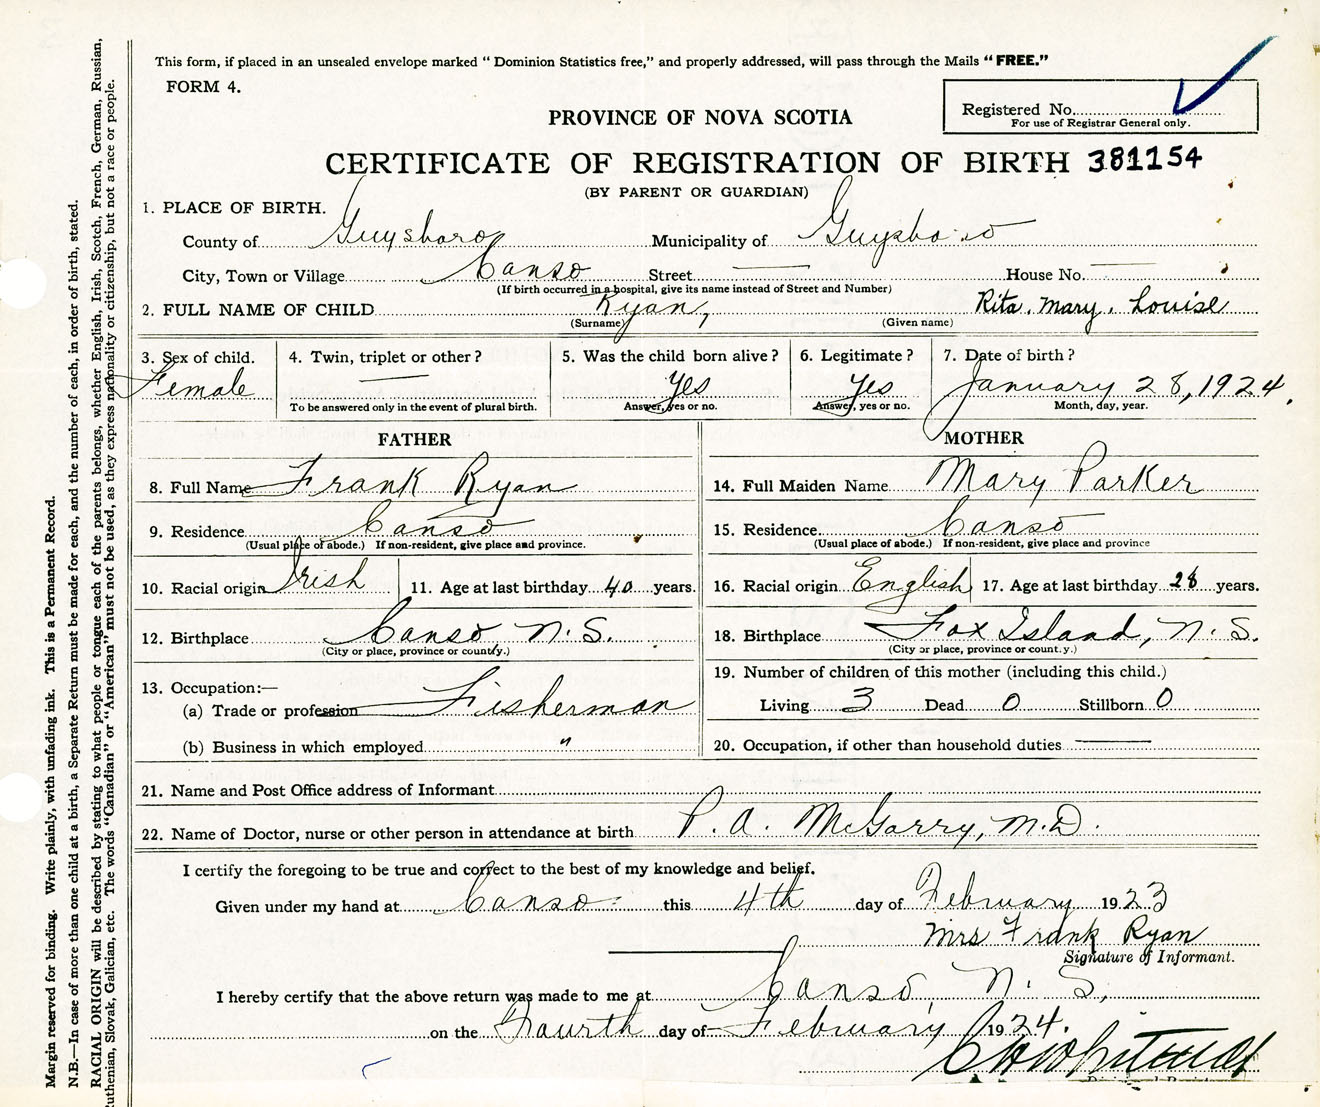 This form, if placed in an unsealed envelope marked “ Dominion Statistics free,” and properly addressed, will pass through the Mails “ FREE.”
FORM 4.
Registered No.
For use of Registrar General only.
PROVINCE OF NOVA SCOTIA
CERTIFICATE OF REGISTRATION OF BIRTH 381154
(BY PARENT OR GUARDIAN)
1. PLACE OF BIRTH.
County of Guysboro Municipality of Guysboro
City, Town or Village Canso Street — House No. —
(If birth occurred in a hospital, give its name instead of Street and Number)
2. FULL NAME OF CHILD Ryan, Rita, Mary, Louise
(Surname) (Given name)
3. Sex of child. 4. Twin, triplet or other ? 5. Was the child born alive ? 6. Legitimate ? 7. Date of birth ?
Female — Yes Yes January 28, 1924.
To be answered only in the event of plural birth. Answer, yes or no. Answer, yes or no. Month, day, year.
FATHER
8. Full Name Frank Ryan
9. Residence Canso
(Usual place of abode.) If non-resident, give place and province.
10. Racial origin Irish 11. Age at last birthday 40 years.
12. Birthplace Canso, N.S.
(City or place, province or country.)
13. Occupation:—
(a) Trade or profession Fisherman
(b) Business in which employed "
MOTHER
14. Full Maiden Name Mary Parker
15. Residence Canso
(Usual place of abode.) If non-resident, give place and province
16. Racial origin English 17. Age at last birthday 28 years.
18. Birthplace Fox Island, N.S.
(City or place, province or country.)
19. Number of children of this mother (including this child.)
Living 3 Dead 0 Stillborn 0
20. Occupation, if other than household duties —
21. Name and Post Office address of Informant
22. Name of Doctor, nurse or other person in attendance at birth P. A. McGarry, M.D.
I certify the foregoing to be true and correct to the best of my knowledge and belief.
Given under my hand at Canso this 4th day of February 1923
Mrs Frank Ryan
Signature of Informant.
I hereby certify that the above return was made to me at Canso, N. S,
on the Fourth day of February 1924.
Margin reserved for binding. Write plainly, with unfading ink. This is a Permanent Record.
N.B.—In case of more than one child at a birth, a Separate Return must be made for each, and the number of each, in order of birth, stated.
RACIAL ORIGIN will be described by stating to what people or tongue each of the parents belongs, whether English, Irish, Scotch, French, German, Russian,
uthenian, Slovak, Galician, etc. The words “Canadian” or “American” must not be used, as they express nationality or citizenship, but not a race or people.